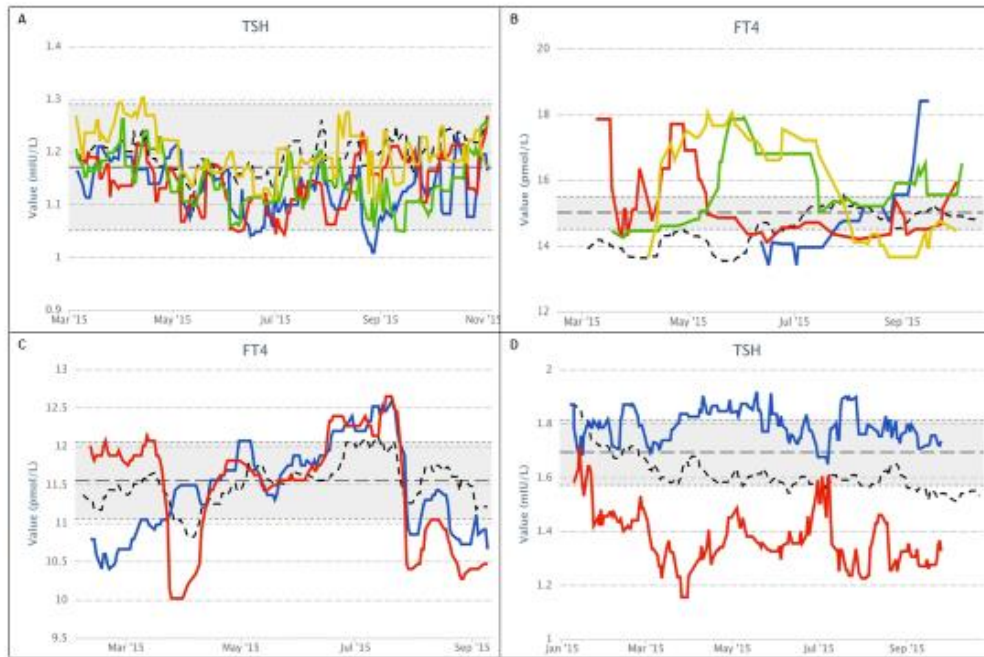 A
TSH
Value (mIU/L)
1.4
1.3
1.2
1.1
1
0.9
Mar '15
May '15
Jul '15
Sep '15
Nov '15
B
FT4
Value (pmol/L)
20
18
16
14
12
Mar '15
May '15
Jul '15
Sep '15
C
FT4
Value (pmol/L)
13
12.5
12
11.5
11
10.5
10
9.5
Mar '15
May '15
Jul '15
Sep '15
D
TSH
Value (mIU/L)
2
1.8
1.6
1.4
1.2
1
Jan '15
Mar '15
May '15
Jul '15
Sep '15